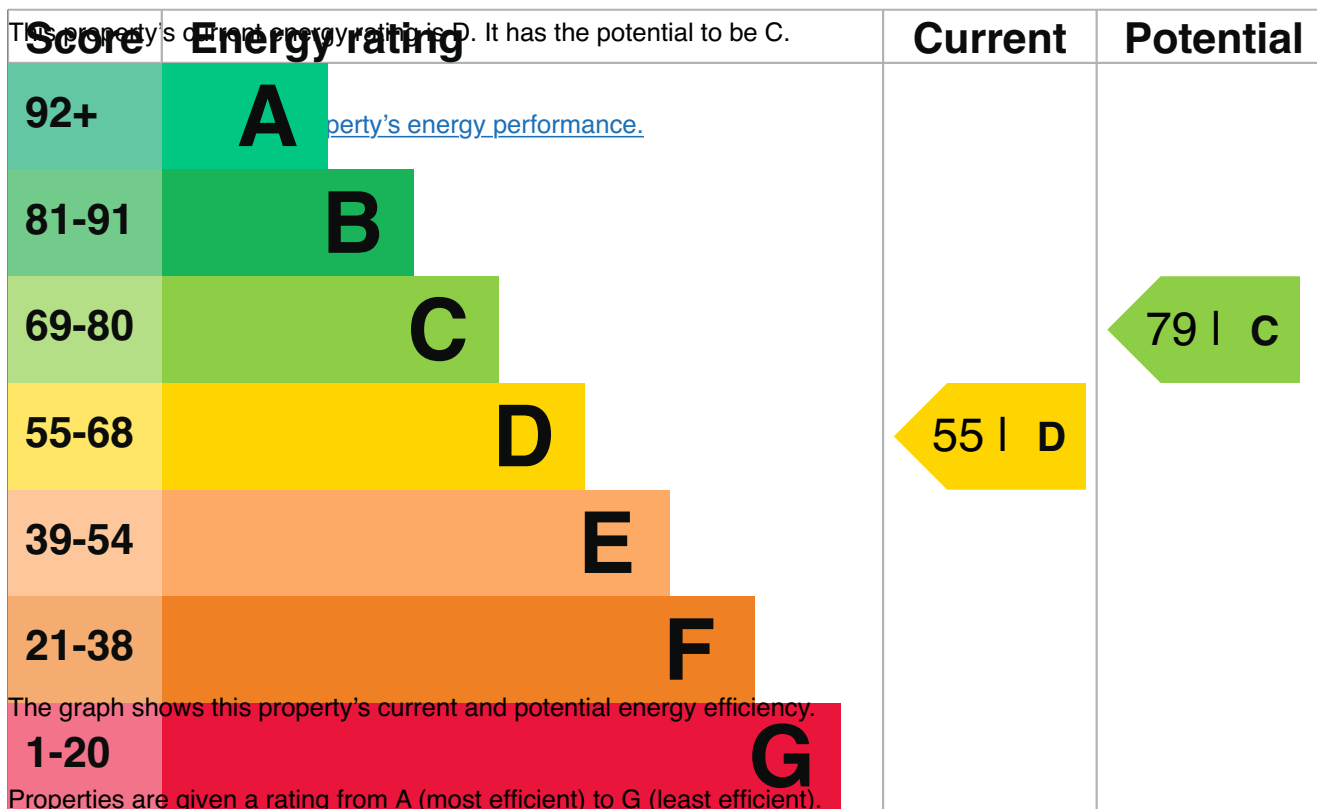 This property's current energy rating is D. It has the potential to be C.
Score Energy rating Current Potential
92+ A
perty's energy performance.
81-91 B
69-80 C 79 | C
55-68 D 55 | D
39-54 E
21-38 F
The graph shows this property's current and potential energy efficiency.
1-20 G
Properties are given a rating from A (most efficient) to G (least efficient).